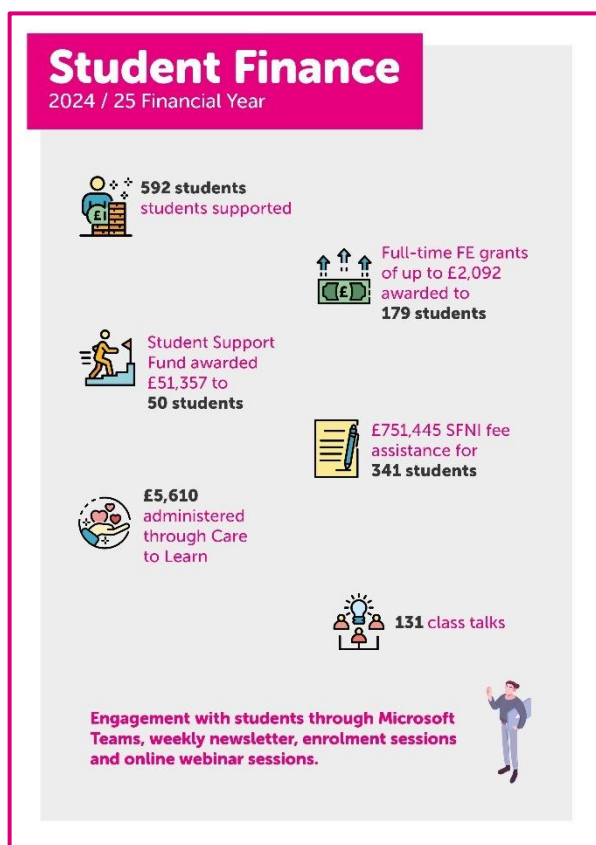 Student Finance
2024 / 25 Financial Year
592 students
students supported
Full-time FE grants
of up to £2,092
awarded to
179 students
Student Support
Fund awarded
£51,357 to
50 students
£751,445 SFNI fee
assistance for
341 students
£5,610
administered
through Care
to Learn
131 class talks
Engagement with students through Microsoft
Teams, weekly newsletter, enrolment sessions
and online webinar sessions.